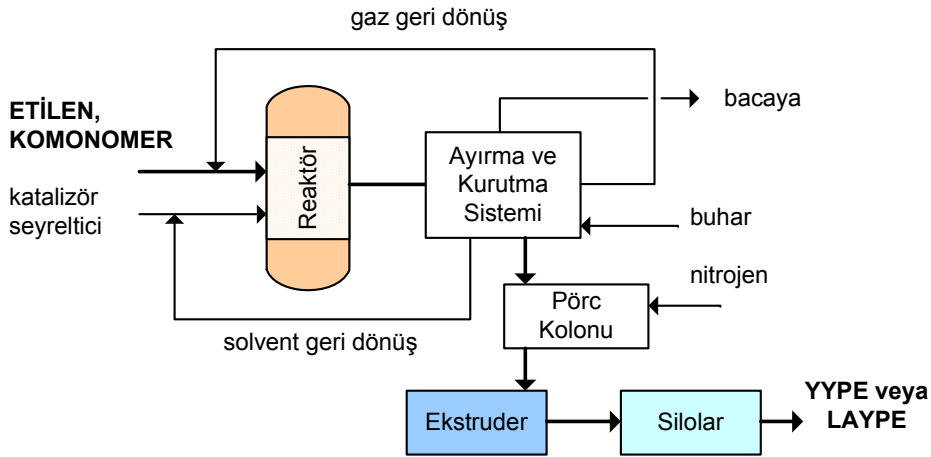 gaz geri dönüş
ETİLEN,
KOMONOMER
katalizör
seyreltici
Reaktör
Ayırma ve
Kurutma
Sistemi
bacaya
buhar
nitrojen
Pörc
Kolonu
solvent geri dönüş
Ekstruder
Silolar
YYPE veya
LAYPE